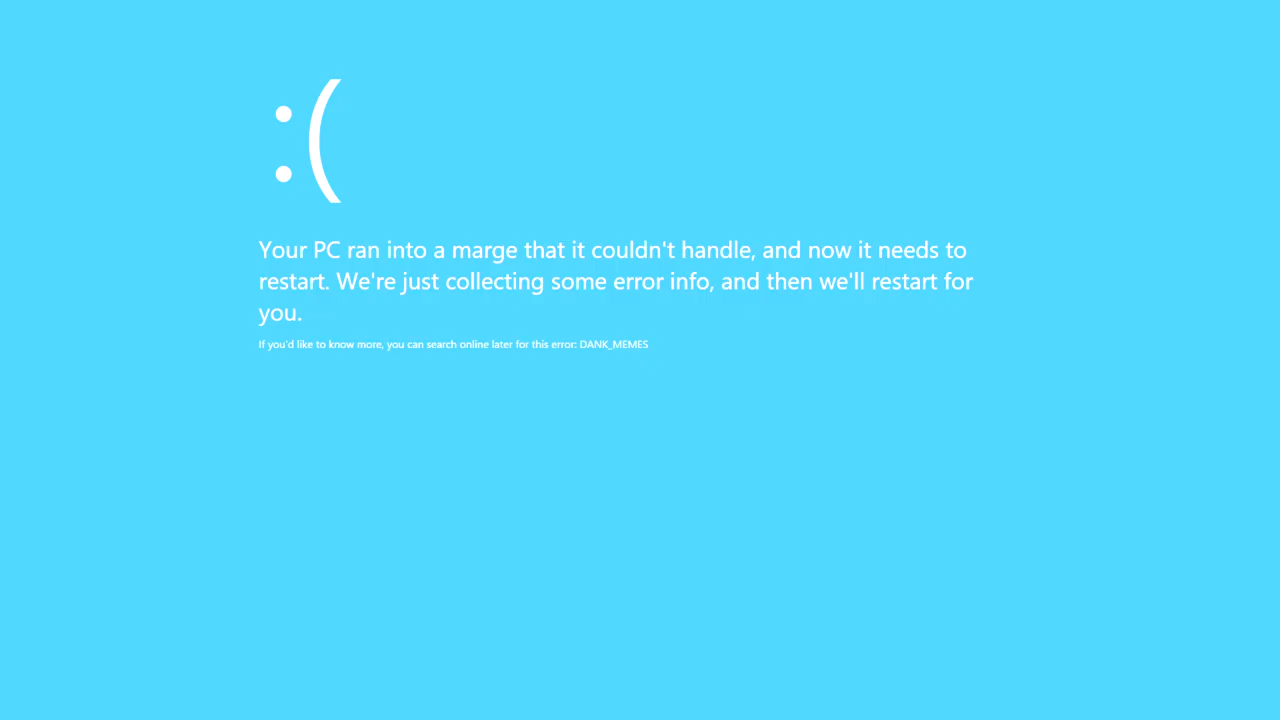 :(
Your PC ran into a marge that it couldn't handle, and now it needs to
restart. We're just collecting some error info, and then we'll restart for
you.
If you'd like to know more, you can search online later for this error: DANK_MEMES